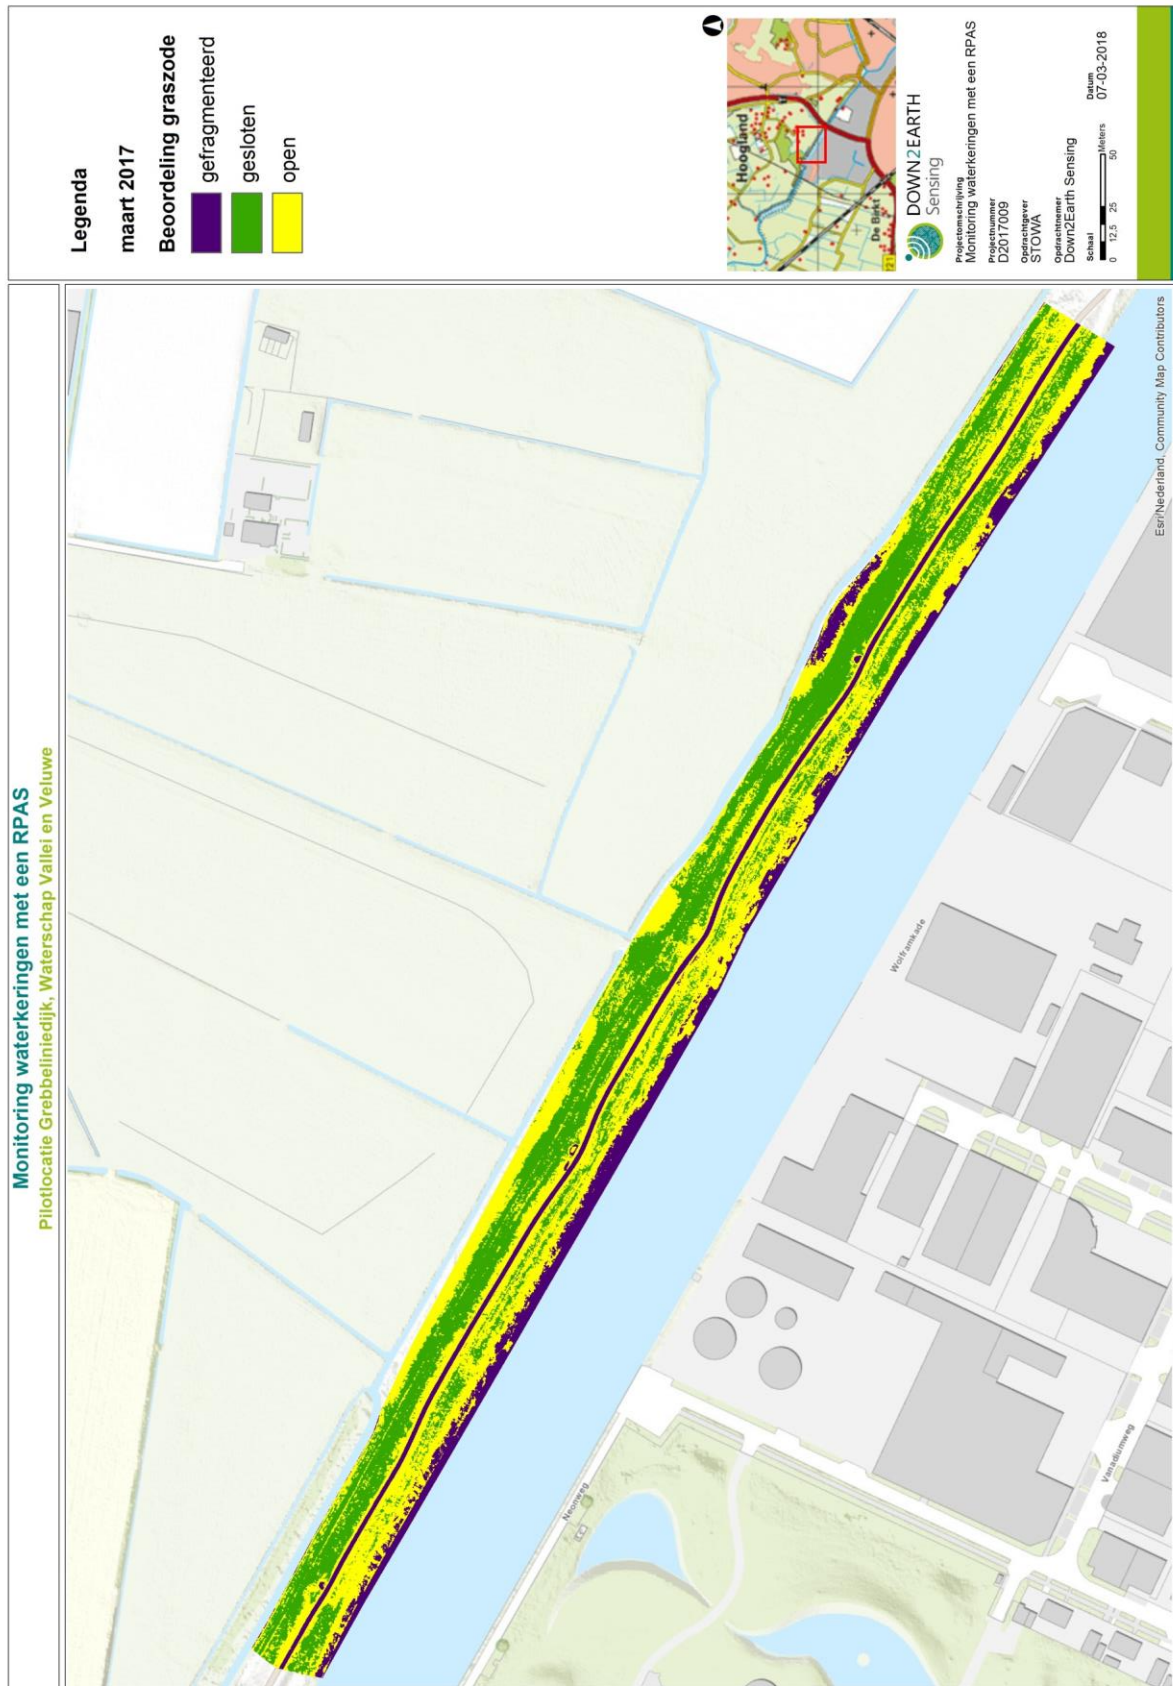 Monitoring waterkeringen met een RPAS
Pilotlocatie Grebbeliniedijk, Waterschap Vallei en Veluwe
Neonweg
Vanadiumweg
Wolframkade
Esri Nederland, Community Map Contributors
Legenda
maart 2017
Beoordeling graszode
gefragmenteerd
gesloten
open
Hoogland
De Birkt
DOWN2EARTH
Sensing
Projectomschrijving
Monitoring waterkeringen met een RPAS
Projectnummer
D2017009
Opdrachtgever
STOWA
Opdrachtnemer
Down2Earth Sensing
Schaal
0 12,5 25 50
Meters
Datum
07-03-2018